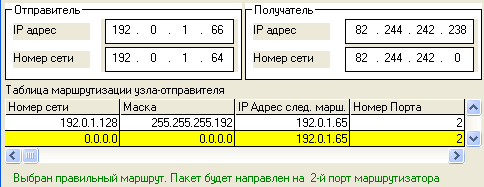 Отправитель
IP адрес 192 . 0 . 1 . 66
Номер сети 192 . 0 . 1 . 64
Получатель
IP адрес 82 . 244 . 242 . 238
Номер сети 82 . 244 . 242 . 0
Таблица маршрутизации узла-отправителя
Номер сети Маска IP Адрес след. марш. Номер Порта
192.0.1.128 255.255.255.192 192.0.1.65 2
0.0.0.0 0.0.0.0 192.0.1.65 2
Выбран правильный маршрут. Пакет будет направлен на 2-й порт маршрутизатора